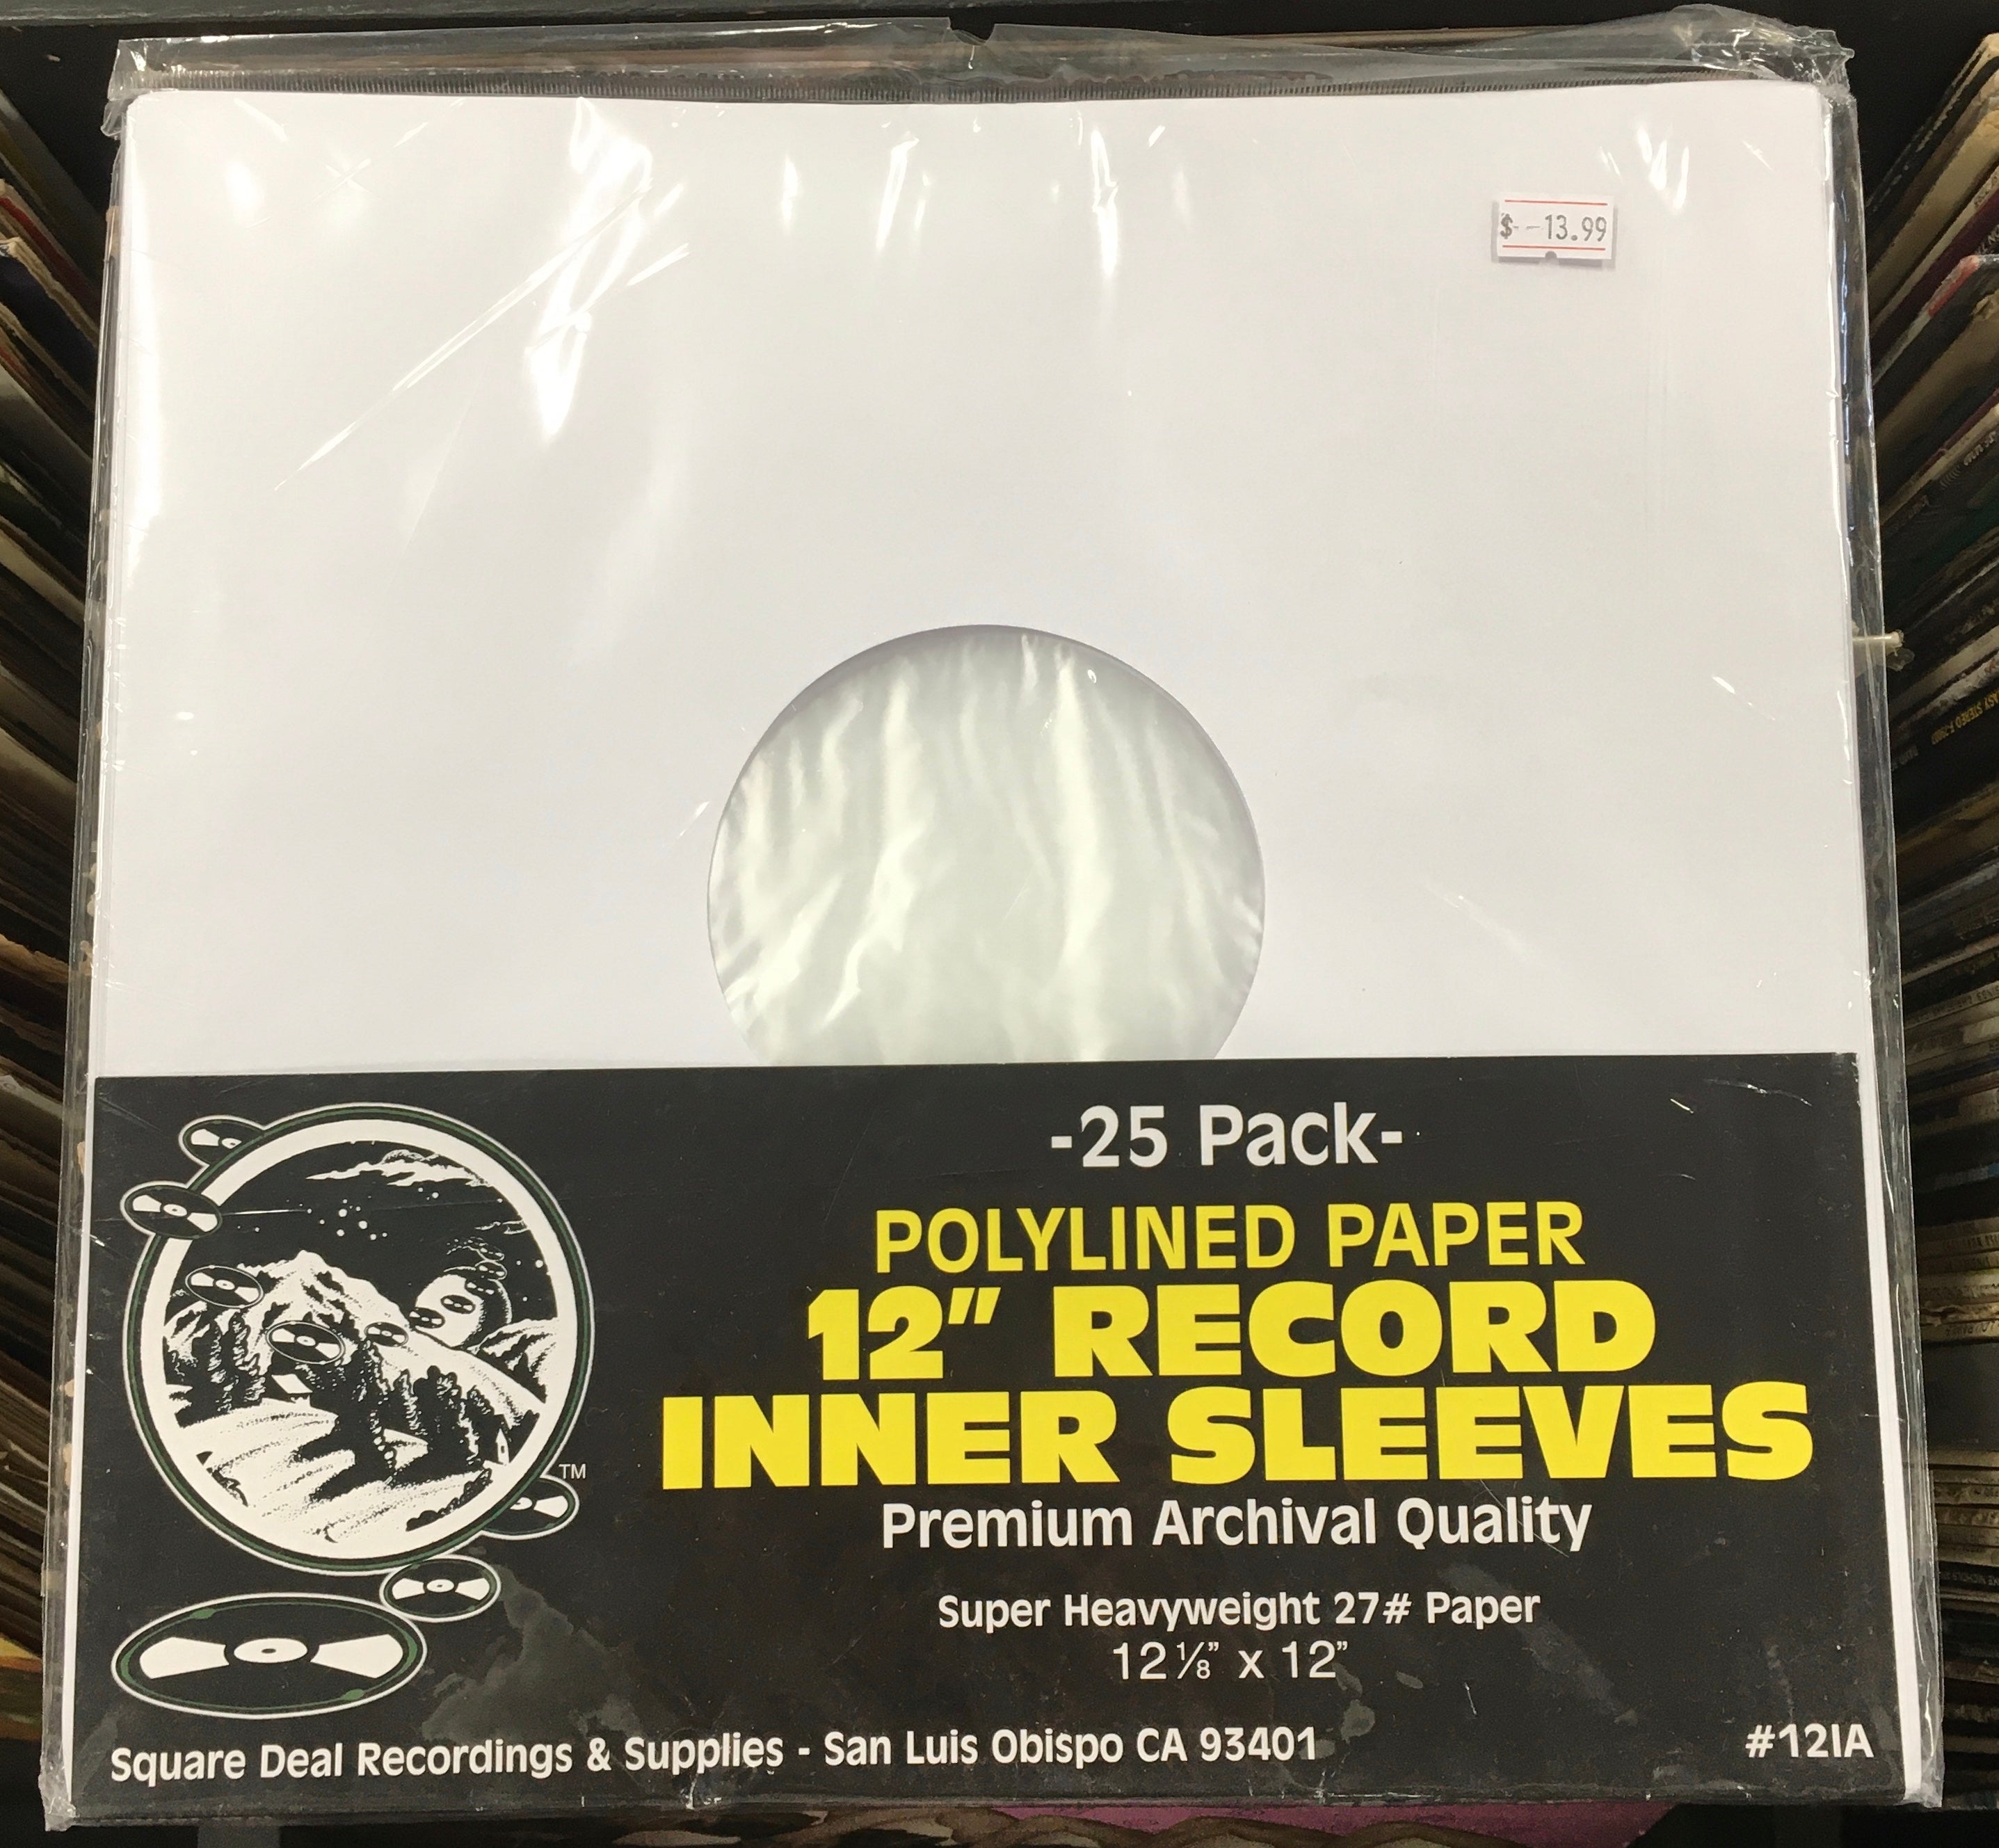 $--13.99
-25 Pack-
POLYLINED PAPER
12" RECORD
INNER SLEEVES
Premium Archival Quality
Super Heavyweight 27# Paper
12⅛" x 12"
TM
Square Deal Recordings & Supplies - San Luis Obispo CA 93401
#12IA